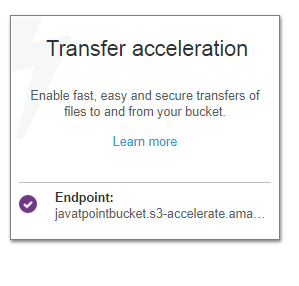 Transfer acceleration
Enable fast, easy and secure transfers of
files to and from your bucket.
Learn more
Endpoint:
javatpointbucket.s3-accelerate.ama…